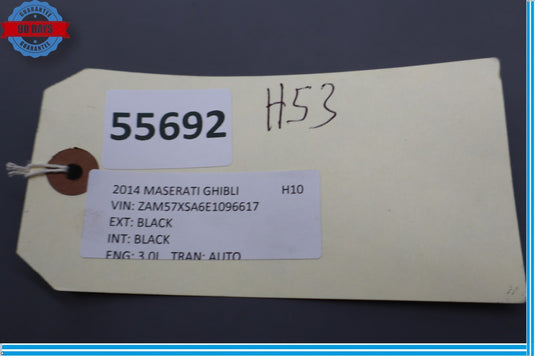 GUARANTEE
90 DAYS
GUARANTEE
H53
55692
2014 MASERATI GHIBLI H10
VIN: ZAM57XSA6E1096617
EXT: BLACK
INT: BLACK
ENG: 3.0L TRAN: AUTO